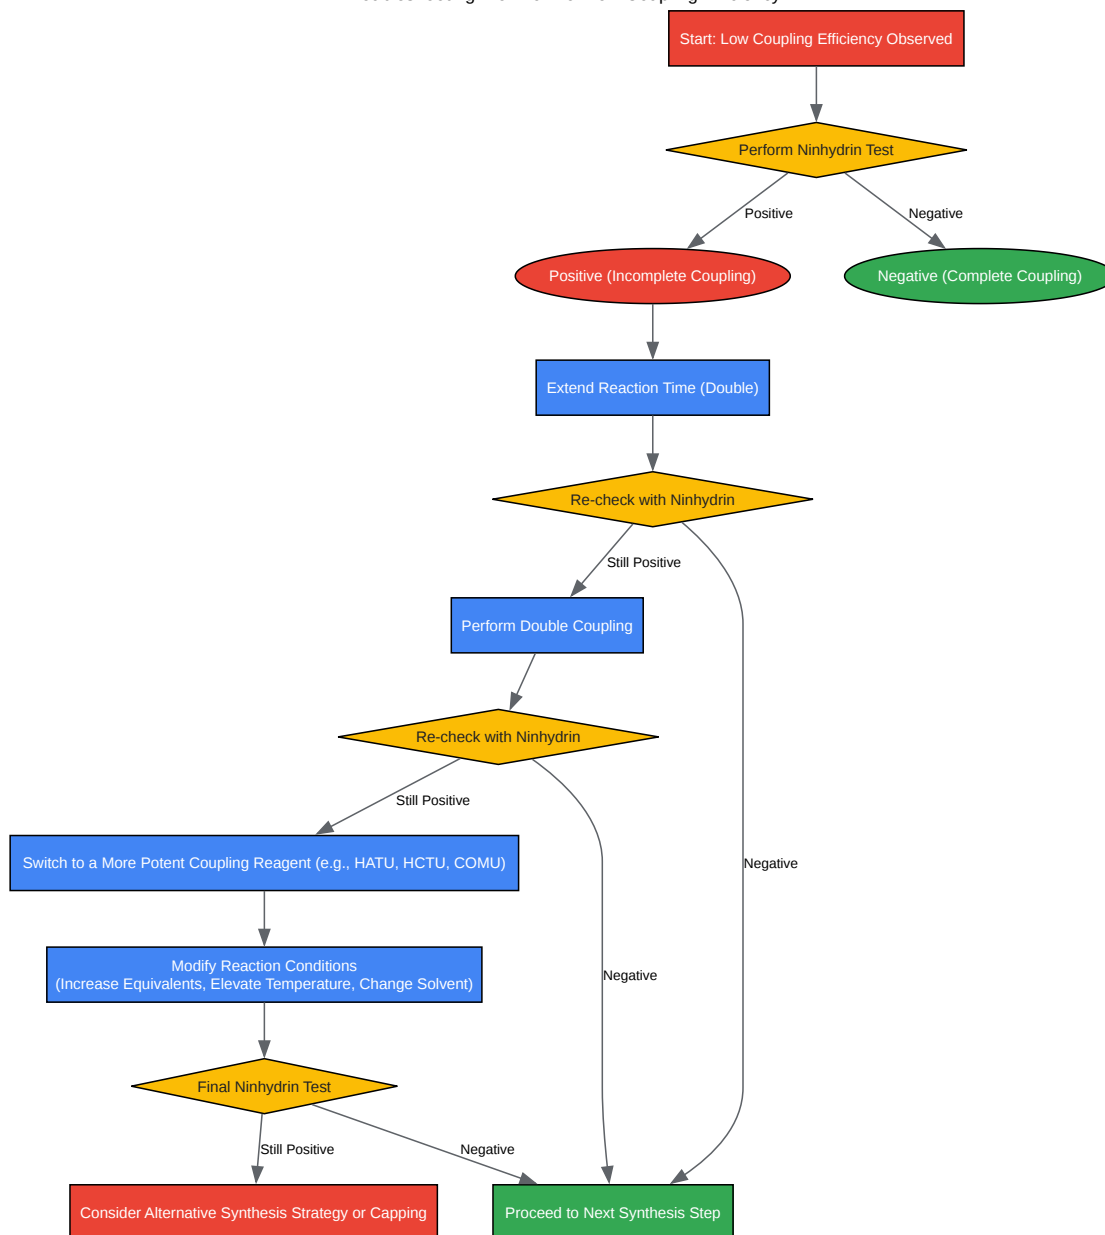 Start: Low Coupling Efficiency Observed
Perform Ninhydrin Test
Positive
Negative
Positive (Incomplete Coupling)
Negative (Complete Coupling)
Extend Reaction Time (Double)
Re-check with Ninhydrin
Still Positive
Perform Double Coupling
Re-check with Ninhydrin
Still Positive
Switch to a More Potent Coupling Reagent (e.g., HATU, HCTU, COMU)
Negative
Modify Reaction Conditions
(Increase Equivalents, Elevate Temperature, Change Solvent)
Negative
Final Ninhydrin Test
Still Positive
Negative
Consider Alternative Synthesis Strategy or Capping
Proceed to Next Synthesis Step